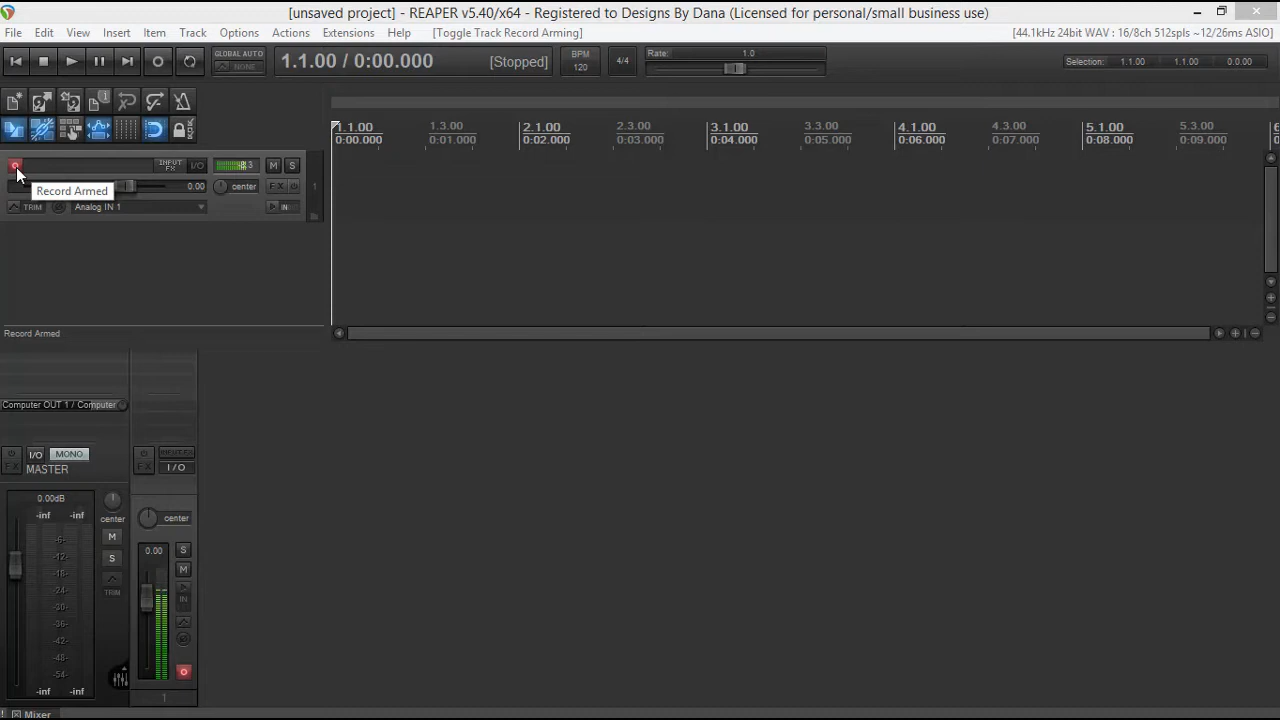 [unsaved project] - REAPER v5.40/x64 - Registered to Designs By Dana (Licensed for personal/small business use)
File Edit View Insert Item Track Options Actions Extensions Help [Toggle Track Record Arming] [44.1kHz 24bit WAV : 16/8ch 512spls ~12/26ms ASIO]
GLOBAL AUTO
NONE
1.1.00 / 0:00.000 [Stopped]
BPM
120
4/4
Rate: 1.0
Selection: 1.1.00 1.1.00 0.0.00
1.1.00 1.3.00 2.1.00 2.3.00 3.1.00 3.3.00 4.1.00 4.3.00 5.1.00 5.3.00 6
0:00.000 0:01.000 0:02.000 0:03.000 0:04.000 0:05.000 0:06.000 0:07.000 0:08.000 0:09.000
INPUT
FX
I/O M S
Record Armed
0.00 center FX 1
TRIM Analog IN 1 IN
Record Armed
Computer OUT 1 / Computer
I/O MONO
FX
MASTER
INPUT FX
FX I/O
0.00dB
-inf -inf
center
center
M
S
TRIM
-6-
-12-
-18-
-24-
-30-
-36-
-42-
-48-
-54-
-inf -inf
0.00
S
M
IN
1
! Mixer